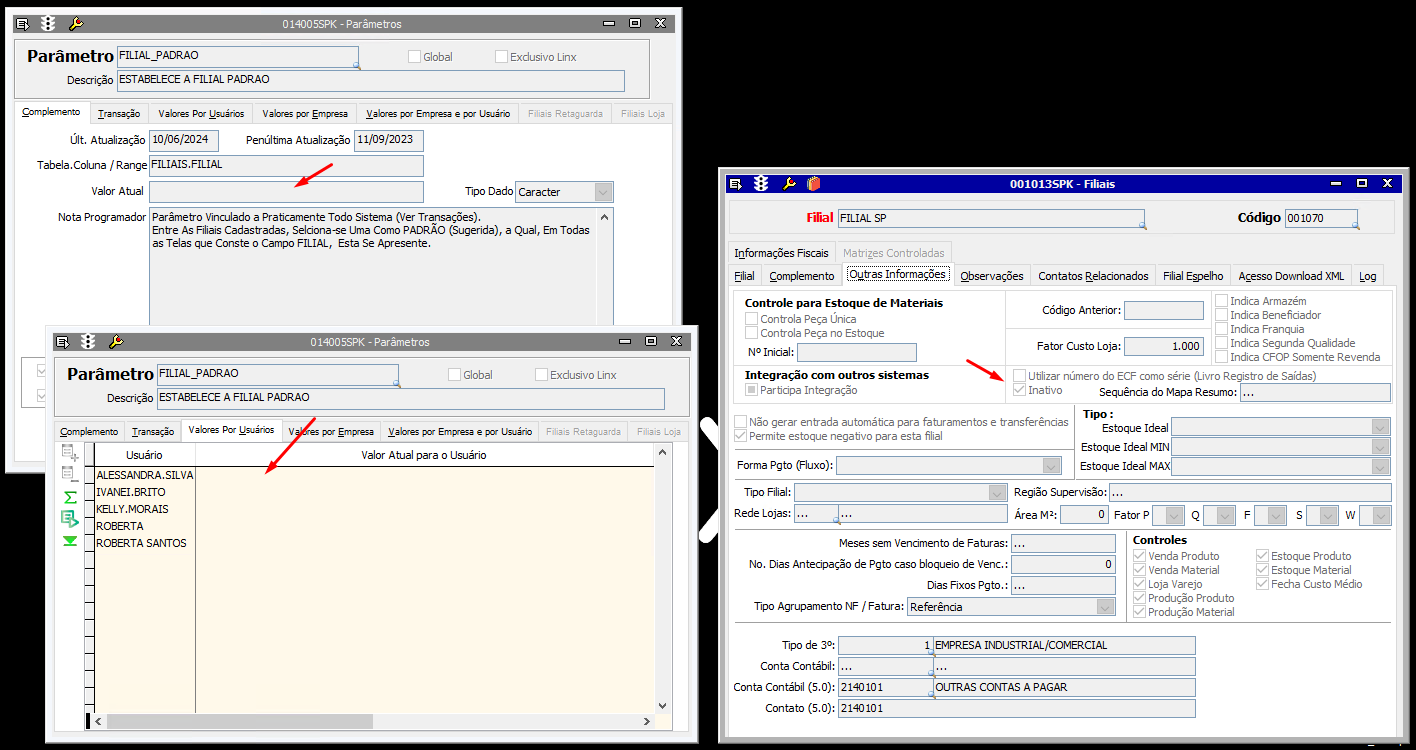 014005SPK - Parâmetros
Parâmetro FILIAL_PADRAO Global Exclusivo Linx
Descrição ESTABELECE A FILIAL PADRAO
Complemento Transação Valores Por Usuários Valores por Empresa Valores por Empresa e por Usuário Filiais Retaguarda Filiais Loja
Últ. Atualização 10/06/2024 Penúltima Atualização 11/09/2023
Tabela.Coluna / Range FILIAIS.FILIAL
Valor Atual Tipo Dado Caracter
Nota Programador Parâmetro Vinculado a Praticamente Todo Sistema (Ver Transações).
Entre As Filiais Cadastradas, Selciona-se Uma Como PADRÃO (Sugerida), a Qual, Em Todas
as Telas que Conste o Campo FILIAL, Esta Se Apresente.
014005SPK - Parâmetros
Parâmetro FILIAL_PADRAO Global Exclusivo Linx
Descrição ESTABELECE A FILIAL PADRAO
Complemento Transação Valores Por Usuários Valores por Empresa Valores por Empresa e por Usuário Filiais Retaguarda Filiais Loja
Usuário Valor Atual para o Usuário
ALESSANDRA.SILVA
IVANEI.BRITO
KELLY.MORAIS
ROBERTA
ROBERTA SANTOS
001013SPK - Filiais
Filial FILIAL SP Código 001070
Informações Fiscais Matrizes Controladas
Filial Complemento Outras Informações Observações Contatos Relacionados Filial Espelho Acesso Download XML Log
Controle para Estoque de Materiais
Controla Peça Única
Controla Peça no Estoque
Nº Inicial:
Código Anterior:
Fator Custo Loja: 1.000
Indica Armazém
Indica Beneficiador
Indica Franquia
Indica Segunda Qualidade
Indica CFOP Somente Revenda
Integração com outros sistemas
Participa Integração
Utilizar número do ECF como série (Livro Registro de Saídas)
Inativo Sequência do Mapa Resumo: ...
Não gerar entrada automática para faturamentos e transferências
Permite estoque negativo para esta filial
Forma Pgto (Fluxo):
Tipo :
Estoque Ideal
Estoque Ideal MIN
Estoque Ideal MAX
Tipo Filial: Região Supervisão: ...
Rede Lojas: ... ... Área M²: 0 Fator P Q F S W
Meses sem Vencimento de Faturas: ...
No. Dias Antecipação de Pgto caso bloqueio de Venc.: 0
Dias Fixos Pgto.: ...
Tipo Agrupamento NF / Fatura: Referência
Controles
Venda Produto Estoque Produto
Venda Material Estoque Material
Loja Varejo Fecha Custo Médio
Produção Produto
Produção Material
Tipo de 3º: 1 EMPRESA INDUSTRIAL/COMERCIAL
Conta Contábil: ... ...
Conta Contábil (5.0): 2140101 OUTRAS CONTAS A PAGAR
Contato (5.0): 2140101